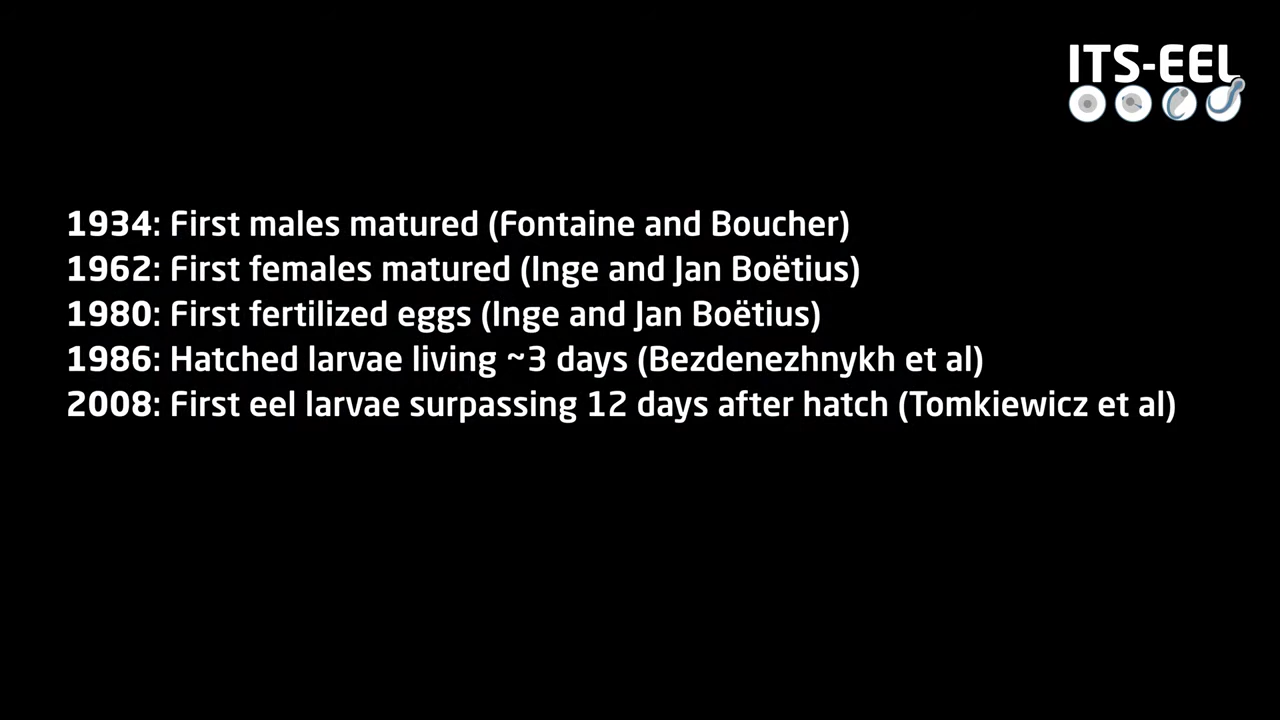 ITS-EEL
1934: First males matured (Fontaine and Boucher)
1962: First females matured (Inge and Jan Boëtius)
1980: First fertilized eggs (Inge and Jan Boëtius)
1986: Hatched larvae living ~3 days (Bezdenezhnykh et al)
2008: First eel larvae surpassing 12 days after hatch (Tomkiewicz et al)